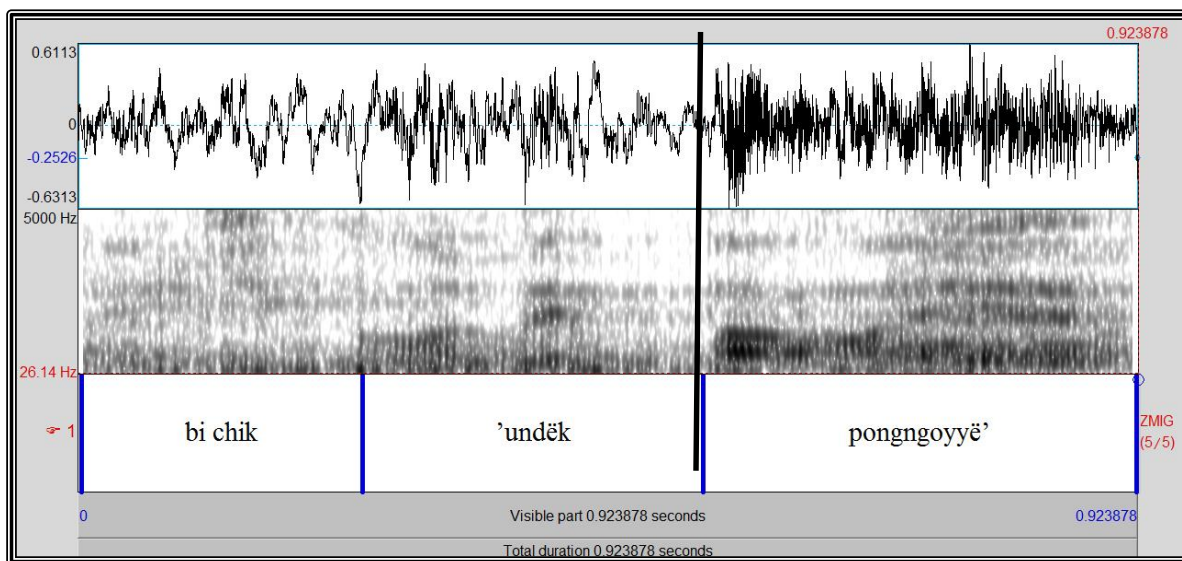 0.923878
0.6113
0
-0.2526
-0.6313
5000 Hz
26.14 Hz
☞ 1
bi chik
’undëk
pongngoyyë’
ZMIG
(5/5)
0
Visible part 0.923878 seconds
0.923878
Total duration 0.923878 seconds